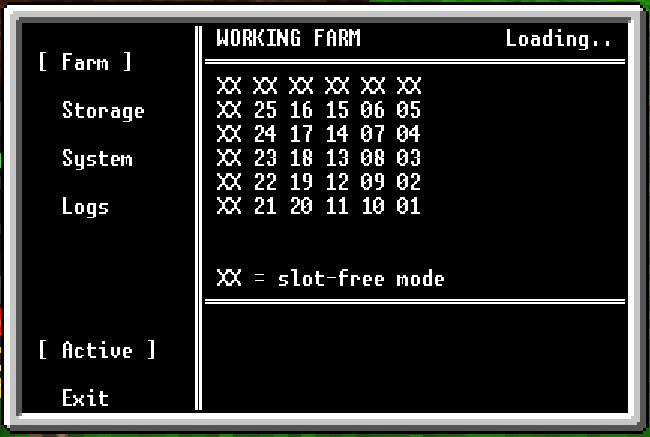 WORKING FARM Loading..
[ Farm ]
XX XX XX XX XX XX
Storage
XX 25 16 15 06 05
XX 24 17 14 07 04
System
XX 23 18 13 08 03
XX 22 19 12 09 02
Logs
XX 21 20 11 10 01
XX = slot-free mode
[ Active ]
Exit